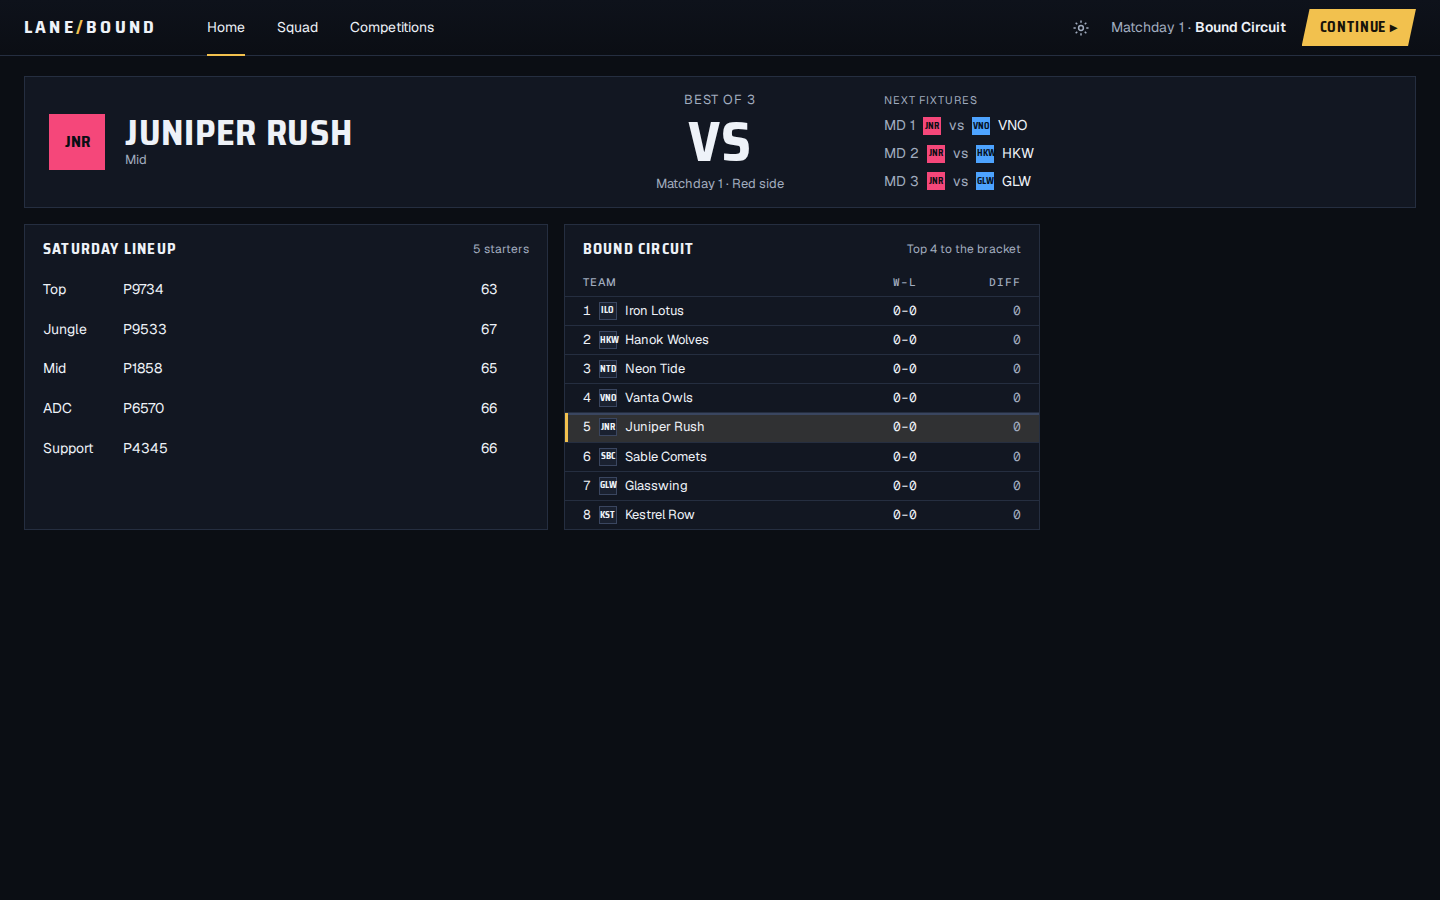 LANE/BOUND Home Squad Competitions Matchday 1 · Bound Circuit CONTINUE ▸
JNR JUNIPER RUSH
Mid
BEST OF 3
VS
Matchday 1 · Red side
NEXT FIXTURES
MD 1 JNR vs VNO VNO
MD 2 JNR vs HKW HKW
MD 3 JNR vs GLW GLW
SATURDAY LINEUP 5 starters
Top P9734 63
Jungle P9533 67
Mid P1858 65
ADC P6570 66
Support P4345 66
BOUND CIRCUIT Top 4 to the bracket
TEAM W-L DIFF
1 ILO Iron Lotus 0-0 0
2 HKW Hanok Wolves 0-0 0
3 NTD Neon Tide 0-0 0
4 VNO Vanta Owls 0-0 0
5 JNR Juniper Rush 0-0 0
6 SBC Sable Comets 0-0 0
7 GLW Glasswing 0-0 0
8 KST Kestrel Row 0-0 0